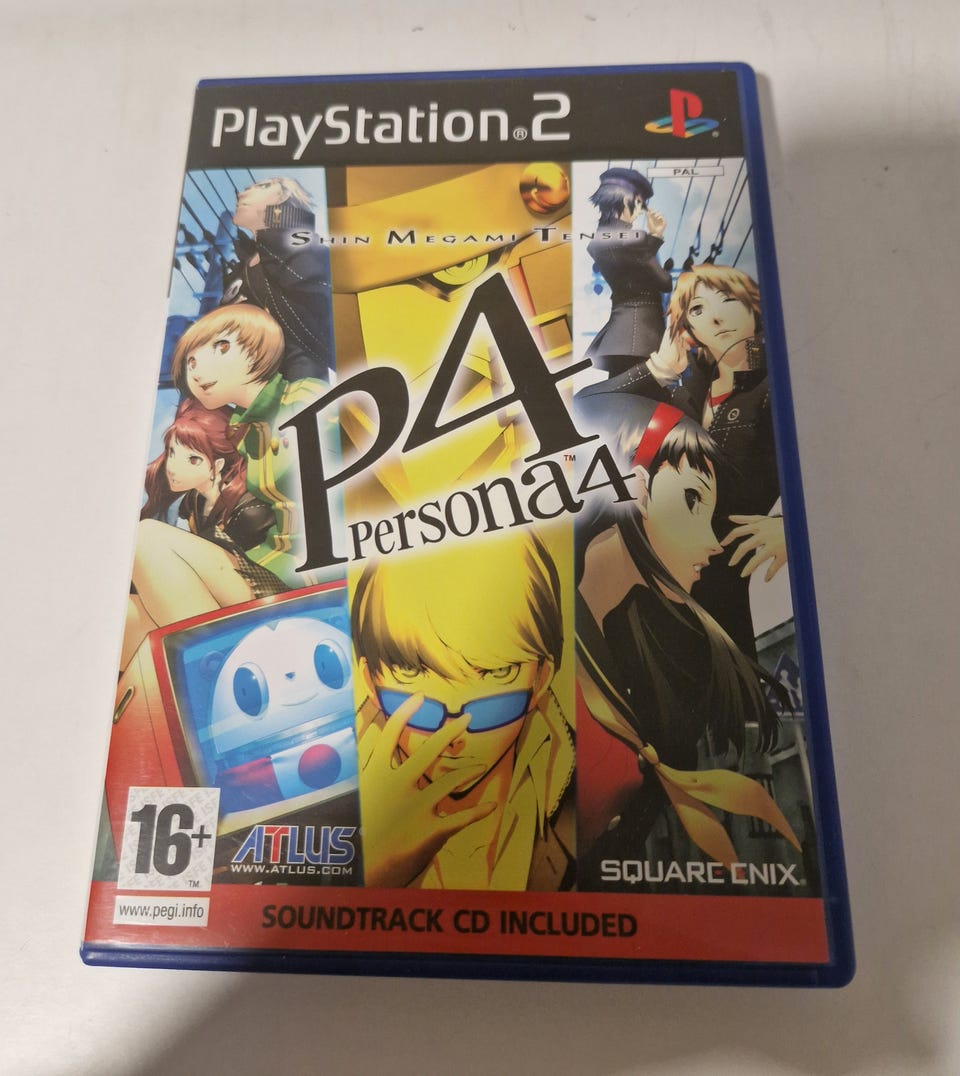 PlayStation®2
PAL
SHIN MEGAMI TENSEI
P4
Persona4™
16+
™
www.pegi.info
ATLUS
WWW.ATLUS.COM
SQUARE ENIX®
SOUNDTRACK CD INCLUDED